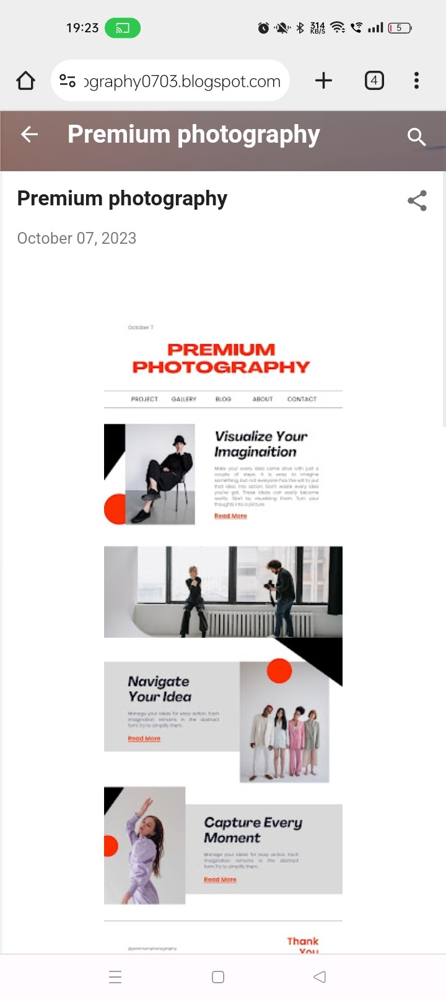 19:23
314
KB/S
5
ography0703.blogspot.com
4
Premium photography
Premium photography
October 07, 2023
October 7
PREMIUM
PHOTOGRAPHY
PROJECT GALLERY BLOG ABOUT CONTACT
Visualize Your
Imaginaition
Make your every idea come alive with just a
couple of steps. It is easy to imagine
something, but not everyone has the will to put
that idea into action. Don't waste every idea
you've got. These ideas can easily become
reality. Start by visualizing them. Turn your
thoughts into a picture.
Read More
Navigate
Your Idea
Manage your ideas for easy action. Each
imagination remains in the abstract
form.Try to simplify them.
Read More
Capture Every
Moment
Manage your ideas for easy action. Each
imagination remains in the abstract
form.Try to simplify them.
Read More
Thank
You
@premiumphotography